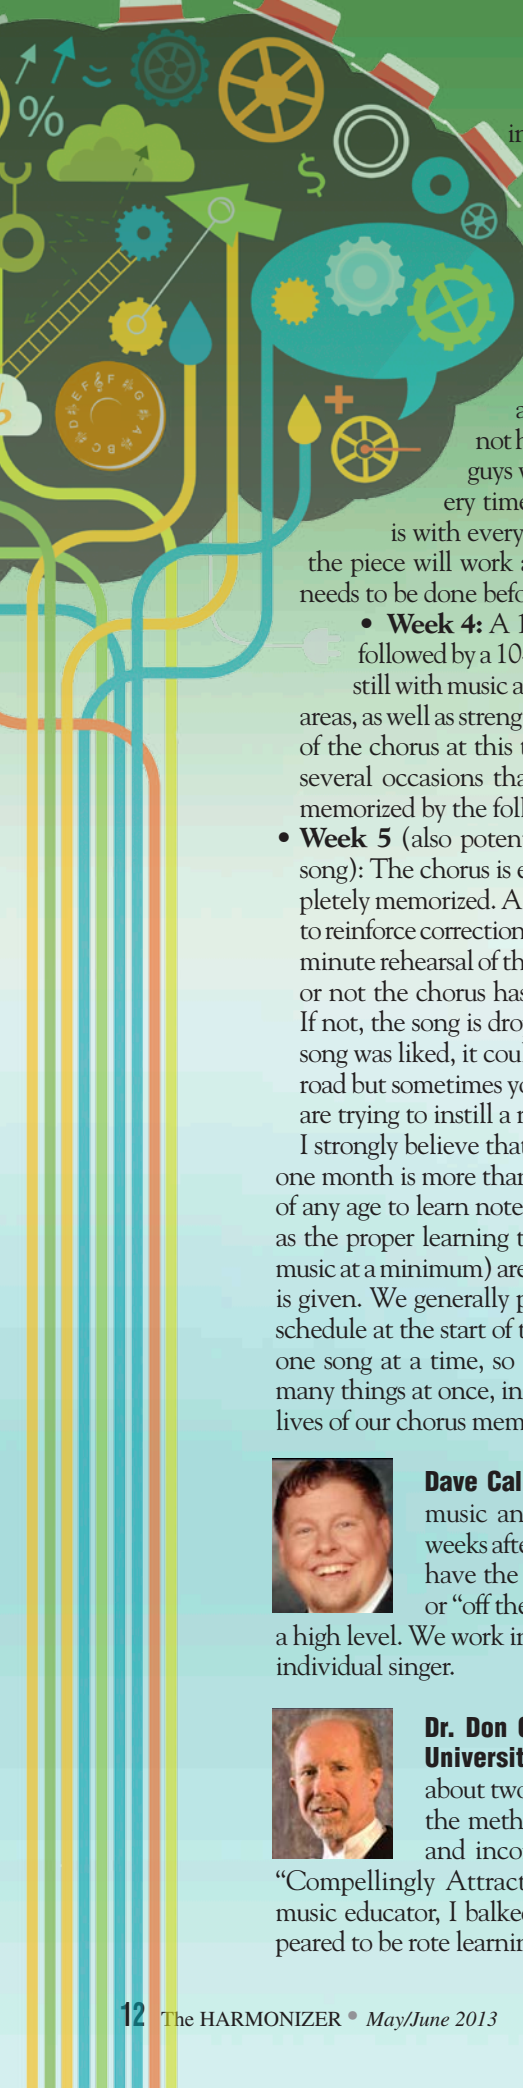 %
$
in
a
not h
guys v
ery time
is with every
the piece will work a
needs to be done befo
• Week 4: A 1
followed by a 10-
still with music a
areas, as well as streng
of the chorus at this t
several occasions tha
memorized by the foll
• Week 5 (also potent
song): The chorus is e
pletely memorized. A
to reinforce correction
minute rehearsal of th
or not the chorus has
If not, the song is dro
song was liked, it coul
road but sometimes yo
are trying to instill a r
I strongly believe that
one month is more than
of any age to learn note
as the proper learning t
music at a minimum) are
is given. We generally p
schedule at the start of t
one song at a time, so
many things at once, in
lives of our chorus mem
Dave Cal
music an
weeks afte
have the
or “off the
a high level. We work in
individual singer.
Dr. Don C
Universit
about two
the meth
and inco
“Compellingly Attract
music educator, I balked
peared to be rote learnin
12 The HARMONIZER • May/June 2013